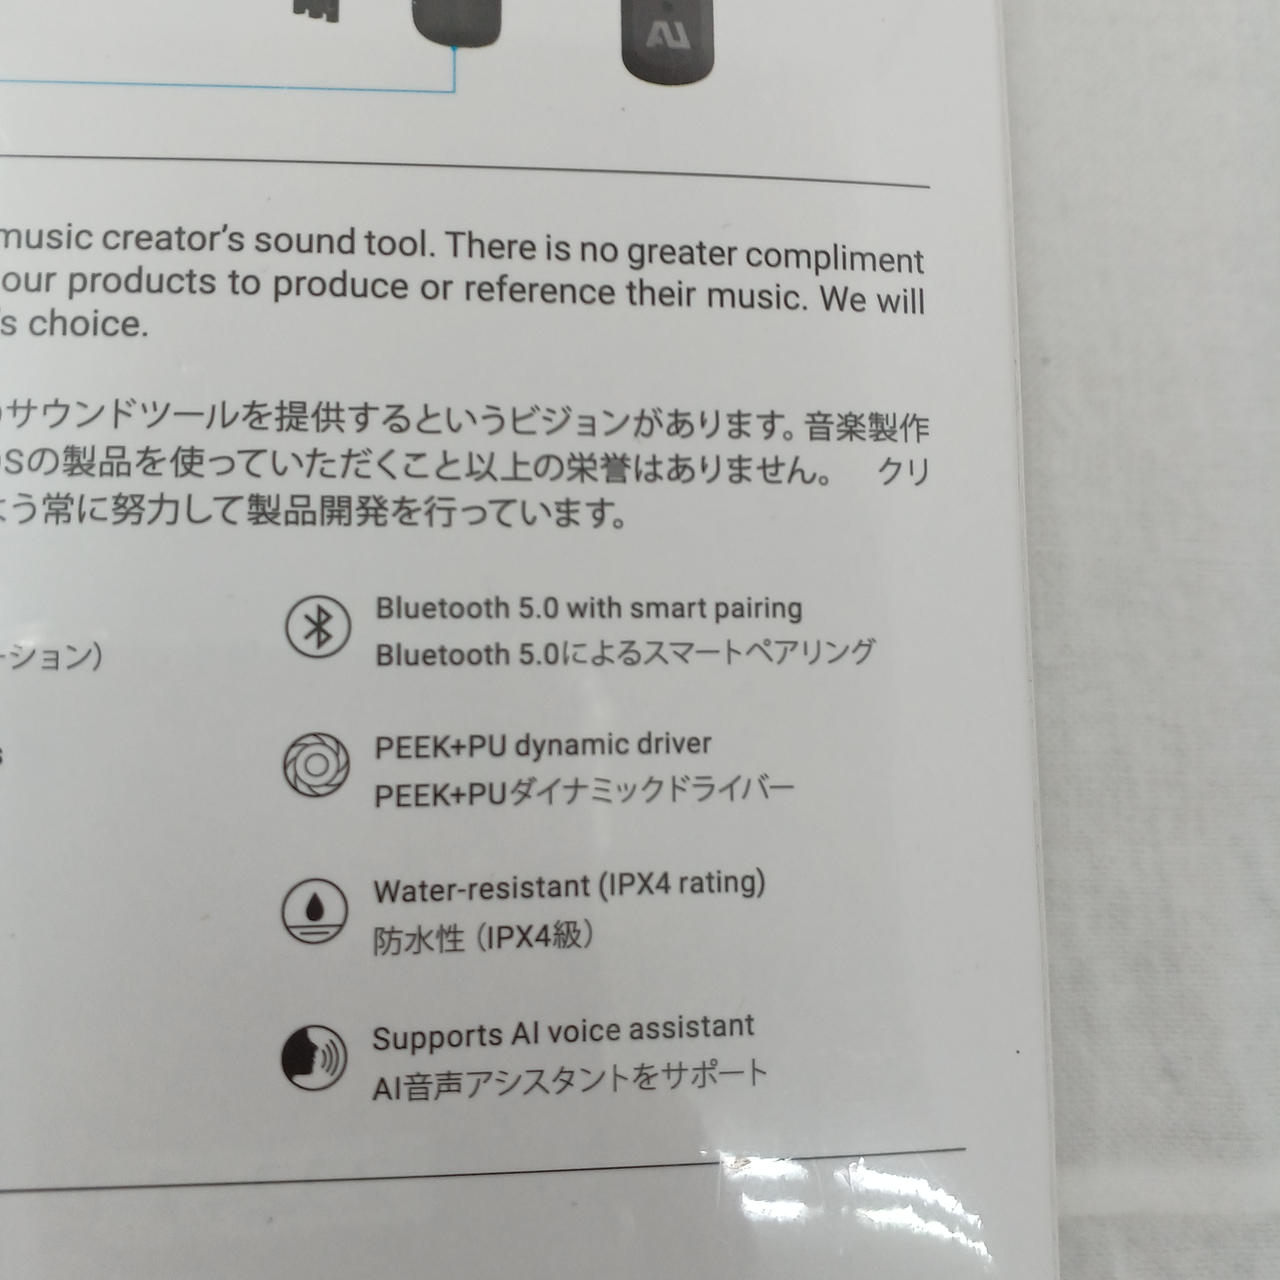 AU
music creator's sound tool. There is no greater compliment
our products to produce or reference their music. We will
's choice.
サウンドツールを提供するというビジョンがあります。音楽製作
Sの製品を使っていただくこと以上の栄誉はありません。 クリ
よう常に努力して製品開発を行っています。
ーション）
s
Bluetooth 5.0 with smart pairing
Bluetooth 5.0によるスマートペアリング
PEEK+PU dynamic driver
PEEK+PUダイナミックドライバー
Water-resistant (IPX4 rating)
防水性（IPX4級）
Supports AI voice assistant
AI音声アシスタントをサポート